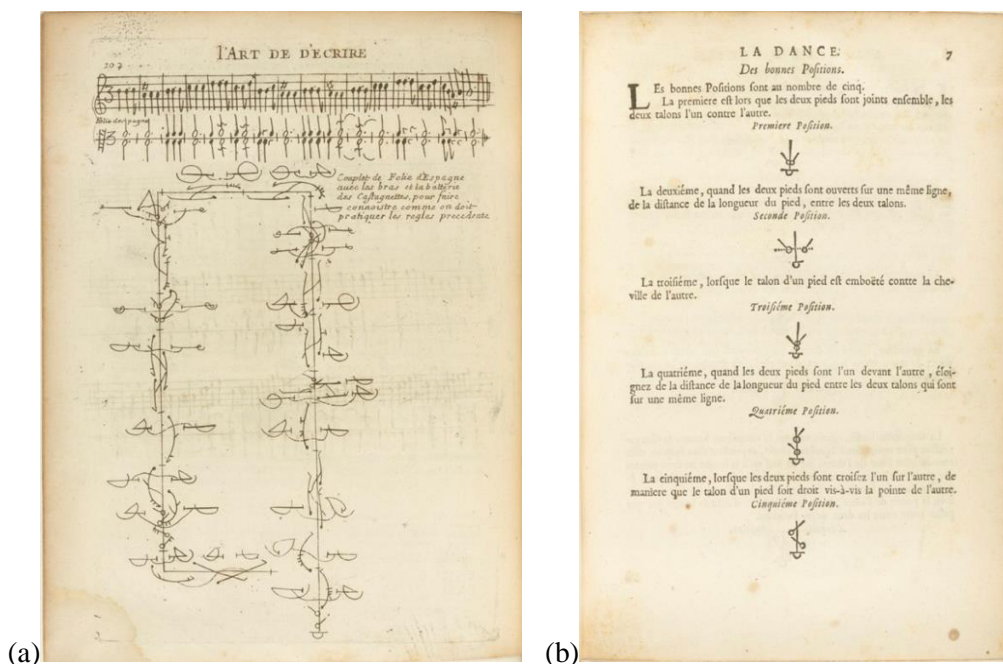 l'ART DE D'ECRIRE
207
folie despagne
Couplet de Folie d'Espagne
avec les bras et la batterie
des Castagnettes, pour faire
connoistre comme on doit
pratiquer les regles precedente
(a)
LA DANCE.
7
Des bonnes Positions.
LEs bonnes Positions sont au nombre de cinq.
La premiere est lors que les deux pieds sont joints ensemble, les
deux talons l'un contre l'autre.
Premiere Position.
La deuxiéme, quand les deux pieds sont ouverts sur une même ligne,
de la distance de la longueur du pied, entre les deux talons.
Seconde Position.
La troisiéme, lorsque le talon d'un pied est emboëté contre la che-
ville de l'autre.
Troisiéme Position.
La quatriéme, quand les deux pieds sont l'un devant l'autre, éloi-
gnez de la distance de la longueur du pied entre les deux talons qui sont
sur une même ligne.
Quatriéme Position.
La cinquiéme, lorsque les deux pieds sont croisez l'un sur l'autre, de
maniere que le talon d'un pied soit droit vis-à-vis la pointe de l'autre.
Cinquiéme Position.
(b)